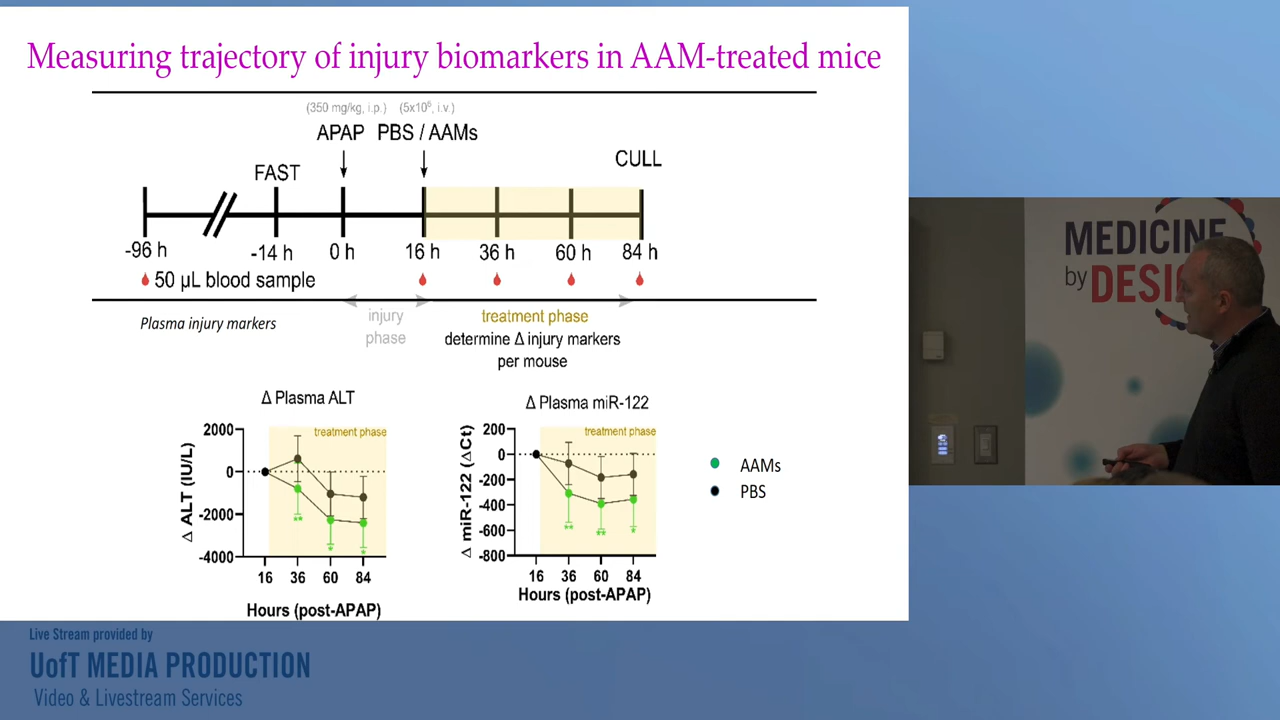 Measuring trajectory of injury biomarkers in AAM-treated mice
(350 mg/kg, i.p.) (5x10⁶, i.v.)
APAP PBS / AAMs
FAST
CULL
-96 h -14 h 0 h 16 h 36 h 60 h 84 h
50 µL blood sample
Plasma injury markers
injury
phase
treatment phase
determine Δ injury markers
per mouse
Δ Plasma ALT
treatment phase
Δ ALT (IU/L)
2000
0
-2000
-4000
** * *
16 36 60 84
Hours (post-APAP)
Δ Plasma miR-122
treatment phase
Δ miR-122 (ΔCt)
200
0
-200
-400
-600
-800
** ** *
16 36 60 84
Hours (post-APAP)
AAMs
PBS
MEDICINE
by DESI
Live Stream provided by
UofT MEDIA PRODUCTION
Video & Livestream Services